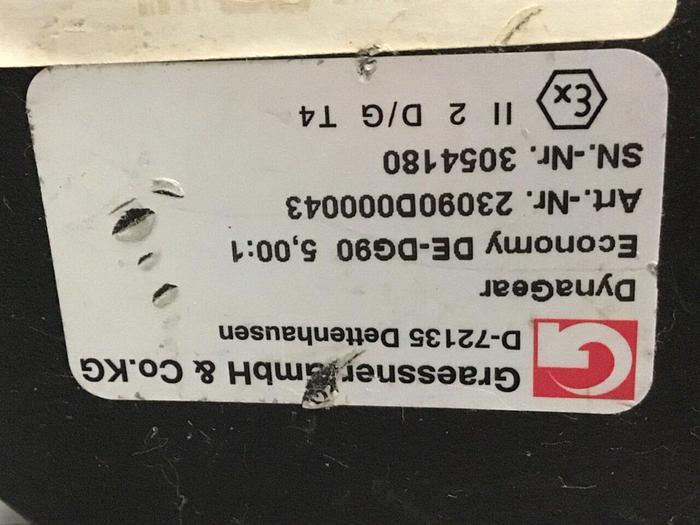 Graessner GmbH & Co.KG
D-72135 Dettenhausen
DynaGear
Economy DE-DG90 5,00:1
Art.-Nr. 23090D000043
SN.-Nr. 3054180
II 2 D/G T4
Ex